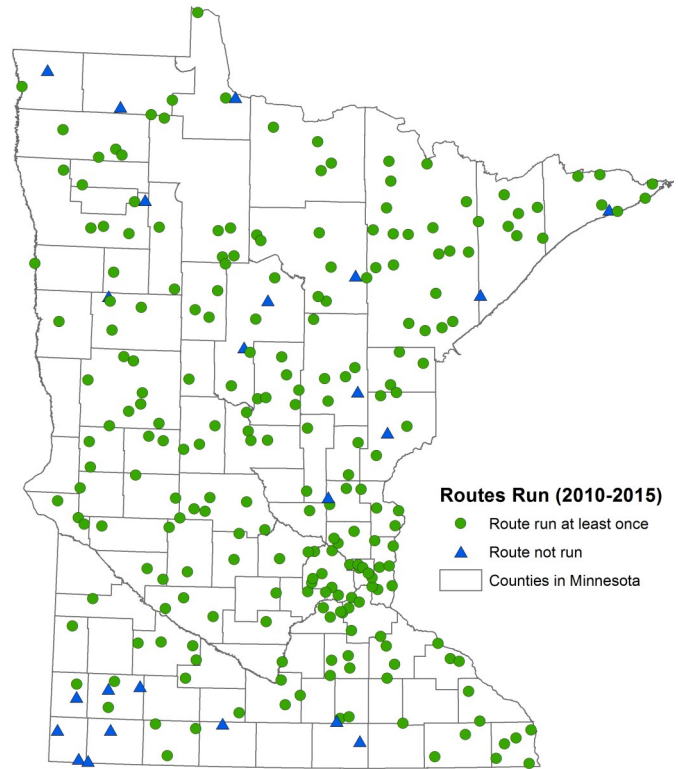 Routes Run (2010-2015)
Route run at least once
Route not run
Counties in Minnesota